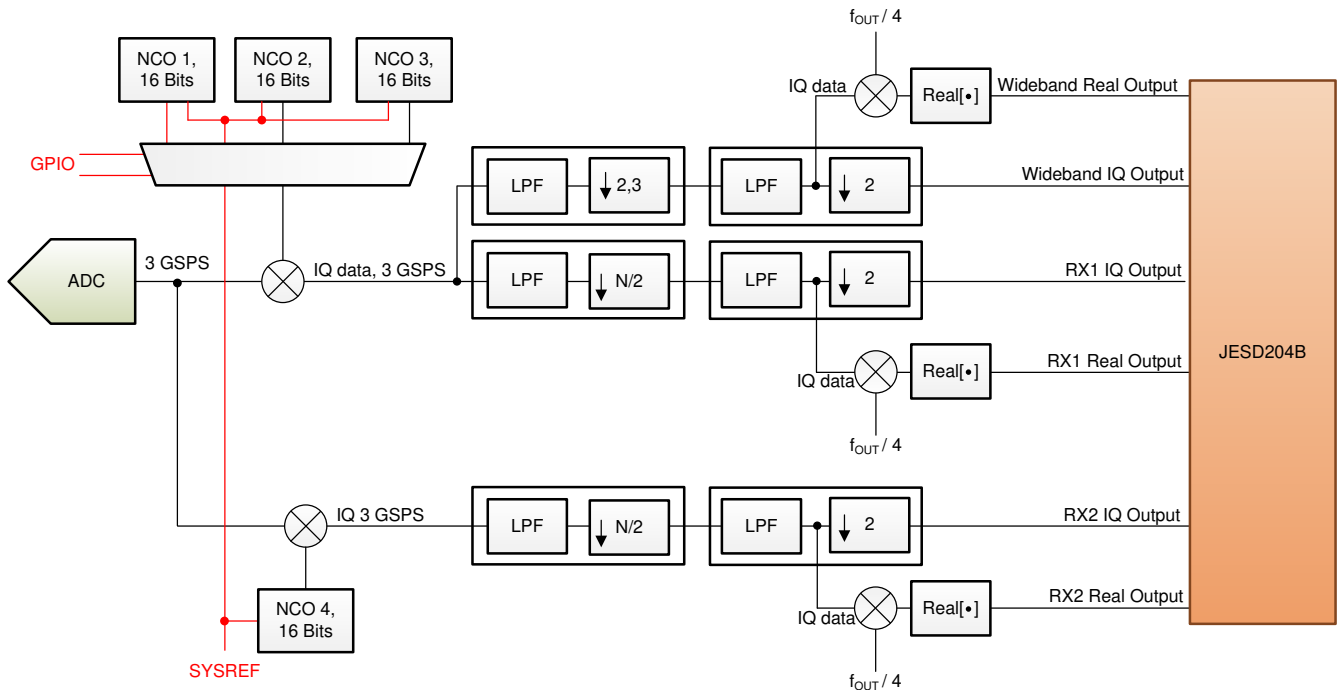 f_OUT / 4
NCO 1,
16 Bits
NCO 2,
16 Bits
NCO 3,
16 Bits
IQ data
Real[•]
Wideband Real Output
GPIO
LPF
↓ 2,3
LPF
↓ 2
Wideband IQ Output
ADC
3 GSPS
IQ data, 3 GSPS
LPF
↓ N/2
LPF
↓ 2
RX1 IQ Output
JESD204B
IQ data
Real[•]
RX1 Real Output
f_OUT / 4
IQ 3 GSPS
LPF
↓ N/2
LPF
↓ 2
RX2 IQ Output
NCO 4,
16 Bits
IQ data
Real[•]
RX2 Real Output
SYSREF
f_OUT / 4